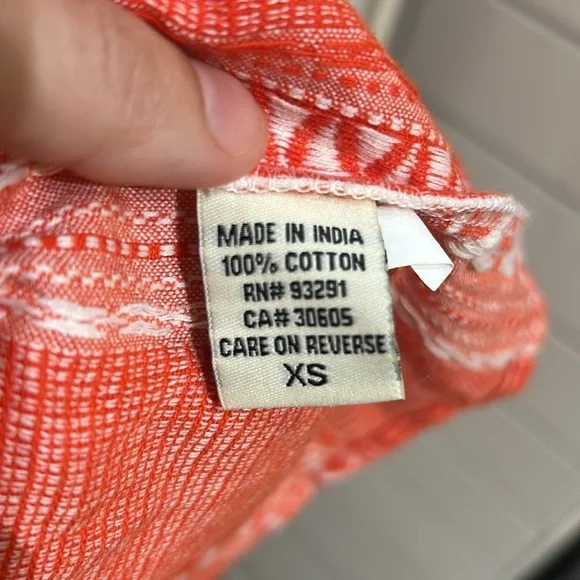 MADE IN INDIA
100% COTTON
RN# 93291
CA# 30605
CARE ON REVERSE
XS